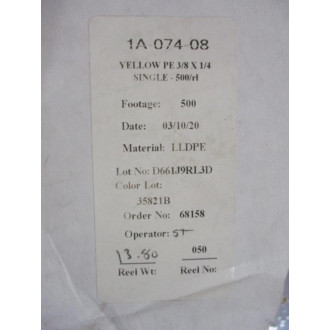 1A-074-08
YELLOW PE 3/8 X 1/4
SINGLE - 500/rl
Footage: 500
Date: 03/10/20
Material: LLDPE
Lot No: D661J9RL3D
Color Lot:
35821B
Order No: 68158
Operator: ST
13.80 050
Reel Wt: Reel No: